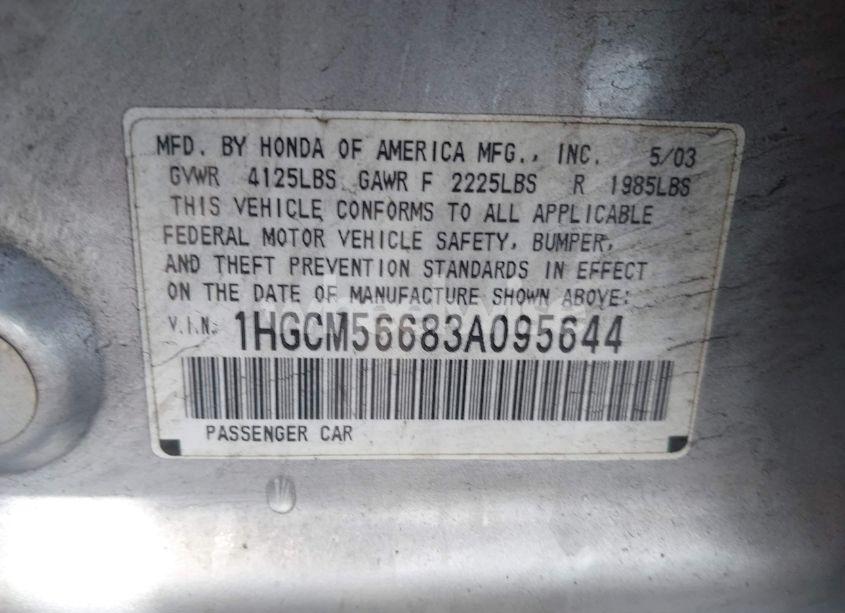 MFD. BY HONDA OF AMERICA MFG., INC. 5/03
GVWR 4125LBS GAWR F 2225LBS R 1985LBS
THIS VEHICLE CONFORMS TO ALL APPLICABLE
FEDERAL MOTOR VEHICLE SAFETY, BUMPER,
AND THEFT PREVENTION STANDARDS IN EFFECT
ON THE DATE OF MANUFACTURE SHOWN ABOVE:
V.I.N: 1HGCM56683A095644
PASSENGER CAR